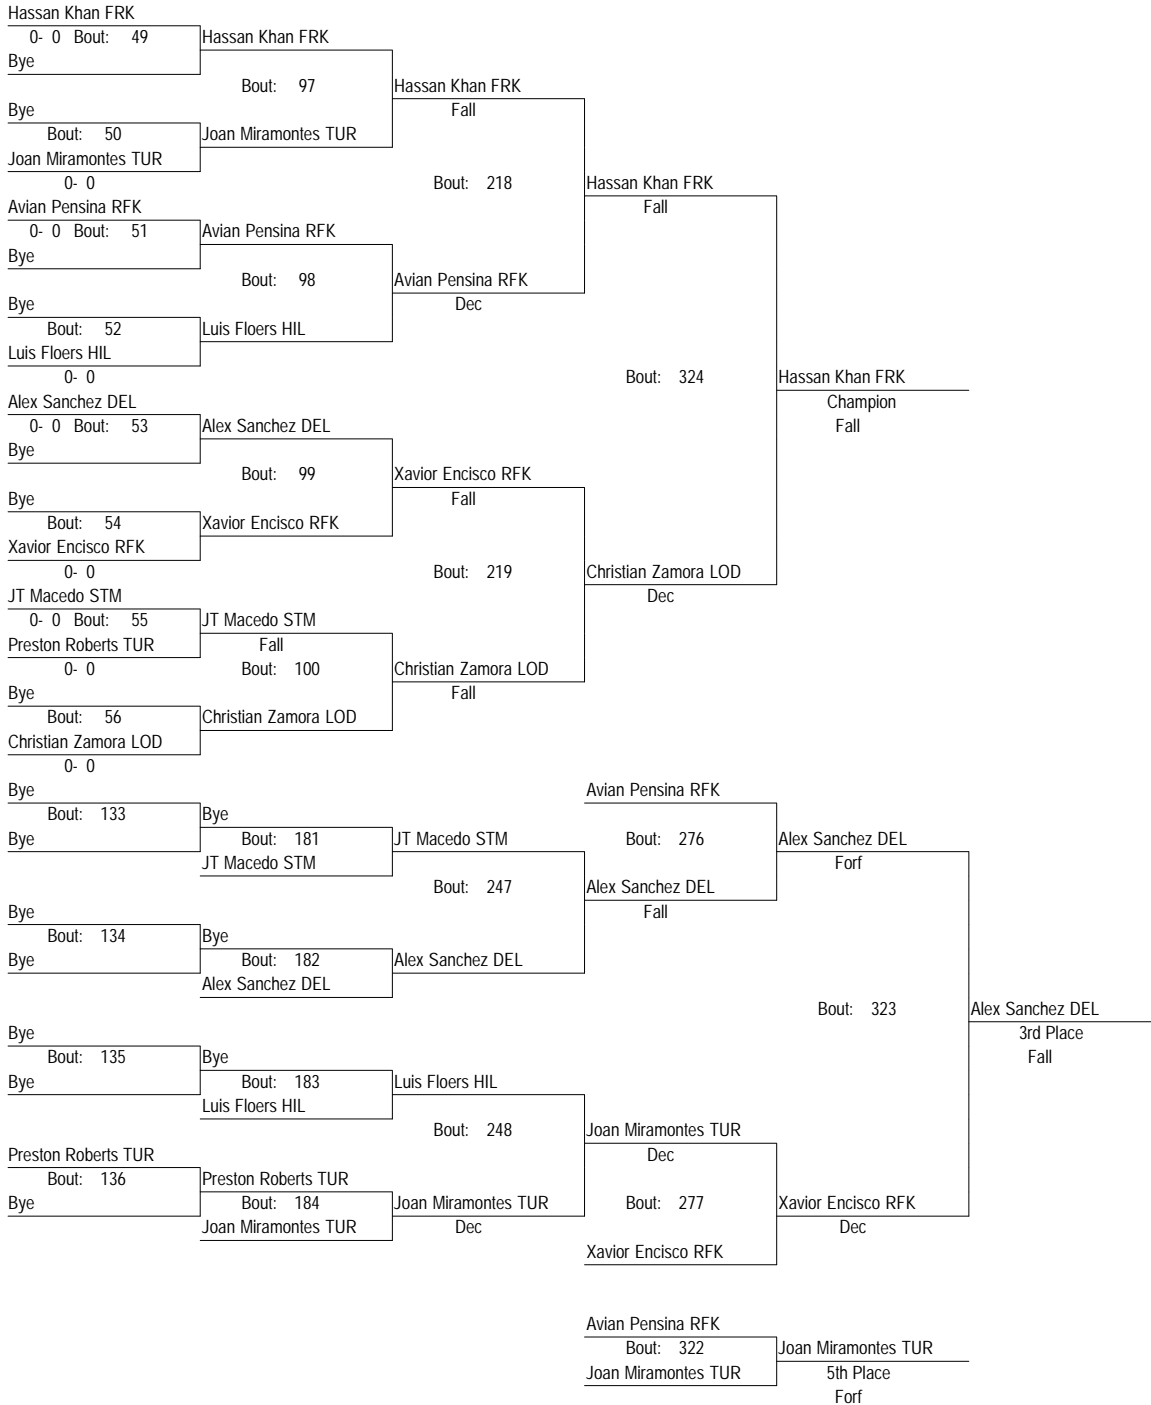 Hassan Khan FRK
0- 0 Bout: 49 Hassan Khan FRK
Bye
Bout: 97 Hassan Khan FRK
Bye Fall
Bout: 50 Joan Miramontes TUR
Joan Miramontes TUR
0- 0 Bout: 218 Hassan Khan FRK
Avian Pensina RFK Fall
0- 0 Bout: 51 Avian Pensina RFK
Bye
Bout: 98 Avian Pensina RFK
Bye Dec
Bout: 52 Luis Floers HIL
Luis Floers HIL
0- 0 Bout: 324 Hassan Khan FRK
Alex Sanchez DEL Champion
0- 0 Bout: 53 Alex Sanchez DEL Fall
Bye
Bout: 99 Xavior Encisco RFK
Bye Fall
Bout: 54 Xavior Encisco RFK
Xavior Encisco RFK
0- 0 Bout: 219 Christian Zamora LOD
JT Macedo STM Dec
0- 0 Bout: 55 JT Macedo STM
Preston Roberts TUR Fall
0- 0 Bout: 100 Christian Zamora LOD
Bye Fall
Bout: 56 Christian Zamora LOD
Christian Zamora LOD
0- 0
Bye Avian Pensina RFK
Bout: 133 Bye
Bye Bout: 181 JT Macedo STM Bout: 276 Alex Sanchez DEL
JT Macedo STM Forf
Bout: 247 Alex Sanchez DEL
Bye Fall
Bout: 134 Bye
Bye Bout: 182 Alex Sanchez DEL
Alex Sanchez DEL
Bout: 323 Alex Sanchez DEL
Bye 3rd Place
Bout: 135 Bye Fall
Bye Bout: 183 Luis Floers HIL
Luis Floers HIL
Bout: 248 Joan Miramontes TUR
Preston Roberts TUR Dec
Bout: 136 Preston Roberts TUR
Bye Bout: 184 Joan Miramontes TUR Bout: 277 Xavior Encisco RFK
Joan Miramontes TUR Dec Dec
Xavior Encisco RFK
Avian Pensina RFK
Bout: 322 Joan Miramontes TUR
Joan Miramontes TUR 5th Place
Forf